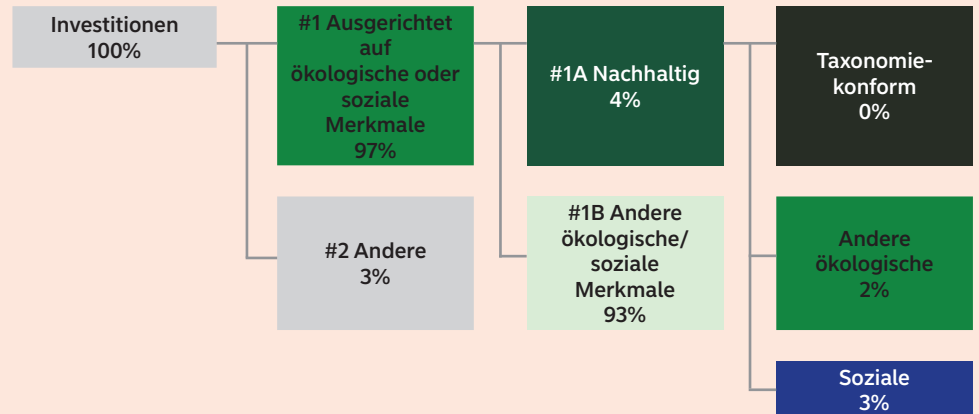 Investitionen
100%
#1 Ausgerichtet
auf
ökologische oder
soziale
Merkmale
97%
#1A Nachhaltig
4%
Taxonomie-
konform
0%
#2 Andere
3%
#1B Andere
ökologische/
soziale
Merkmale
93%
Andere
ökologische
2%
Soziale
3%